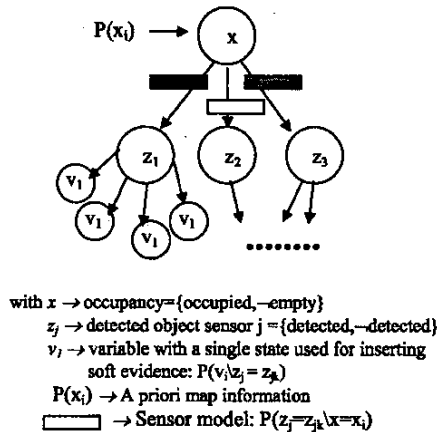 P(xᵢ) →
x
z₁
z₂
z₃
v₁
v₁
v₁
v₁
........
with x → occupancy={occupied,¬empty}
zⱼ → detected object sensor j = {detected,¬detected}
v₁ → variable with a single state used for inserting
soft evidence: P(vᵢ\zⱼ = zⱼₖ)
P(xᵢ) → A priori map information
→ Sensor model: P(zⱼ=zⱼₖ\x=xᵢ)